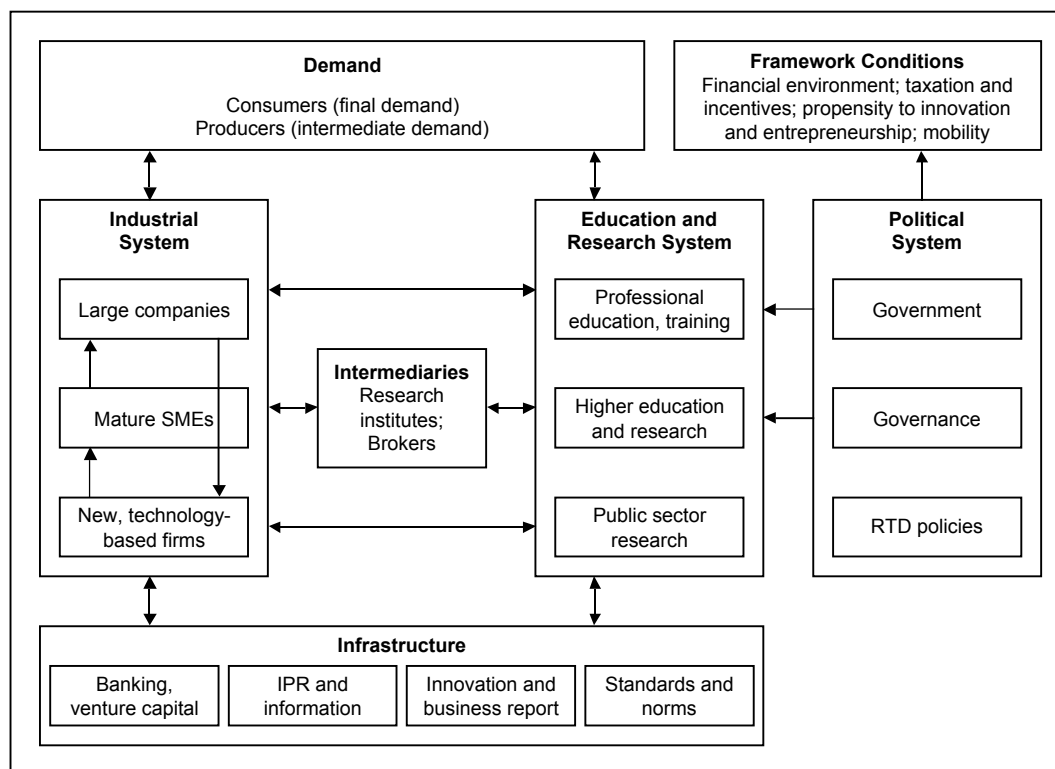 Demand
Consumers (final demand)
Producers (intermediate demand)
Framework Conditions
Financial environment; taxation and
incentives; propensity to innovation
and entrepreneurship; mobility
Industrial
System
Large companies
Mature SMEs
New, technology-
based firms
Intermediaries
Research
institutes;
Brokers
Education and
Research System
Professional
education, training
Higher education
and research
Public sector
research
Political
System
Government
Governance
RTD policies
Infrastructure
Banking,
venture capital
IPR and
information
Innovation and
business report
Standards and
norms